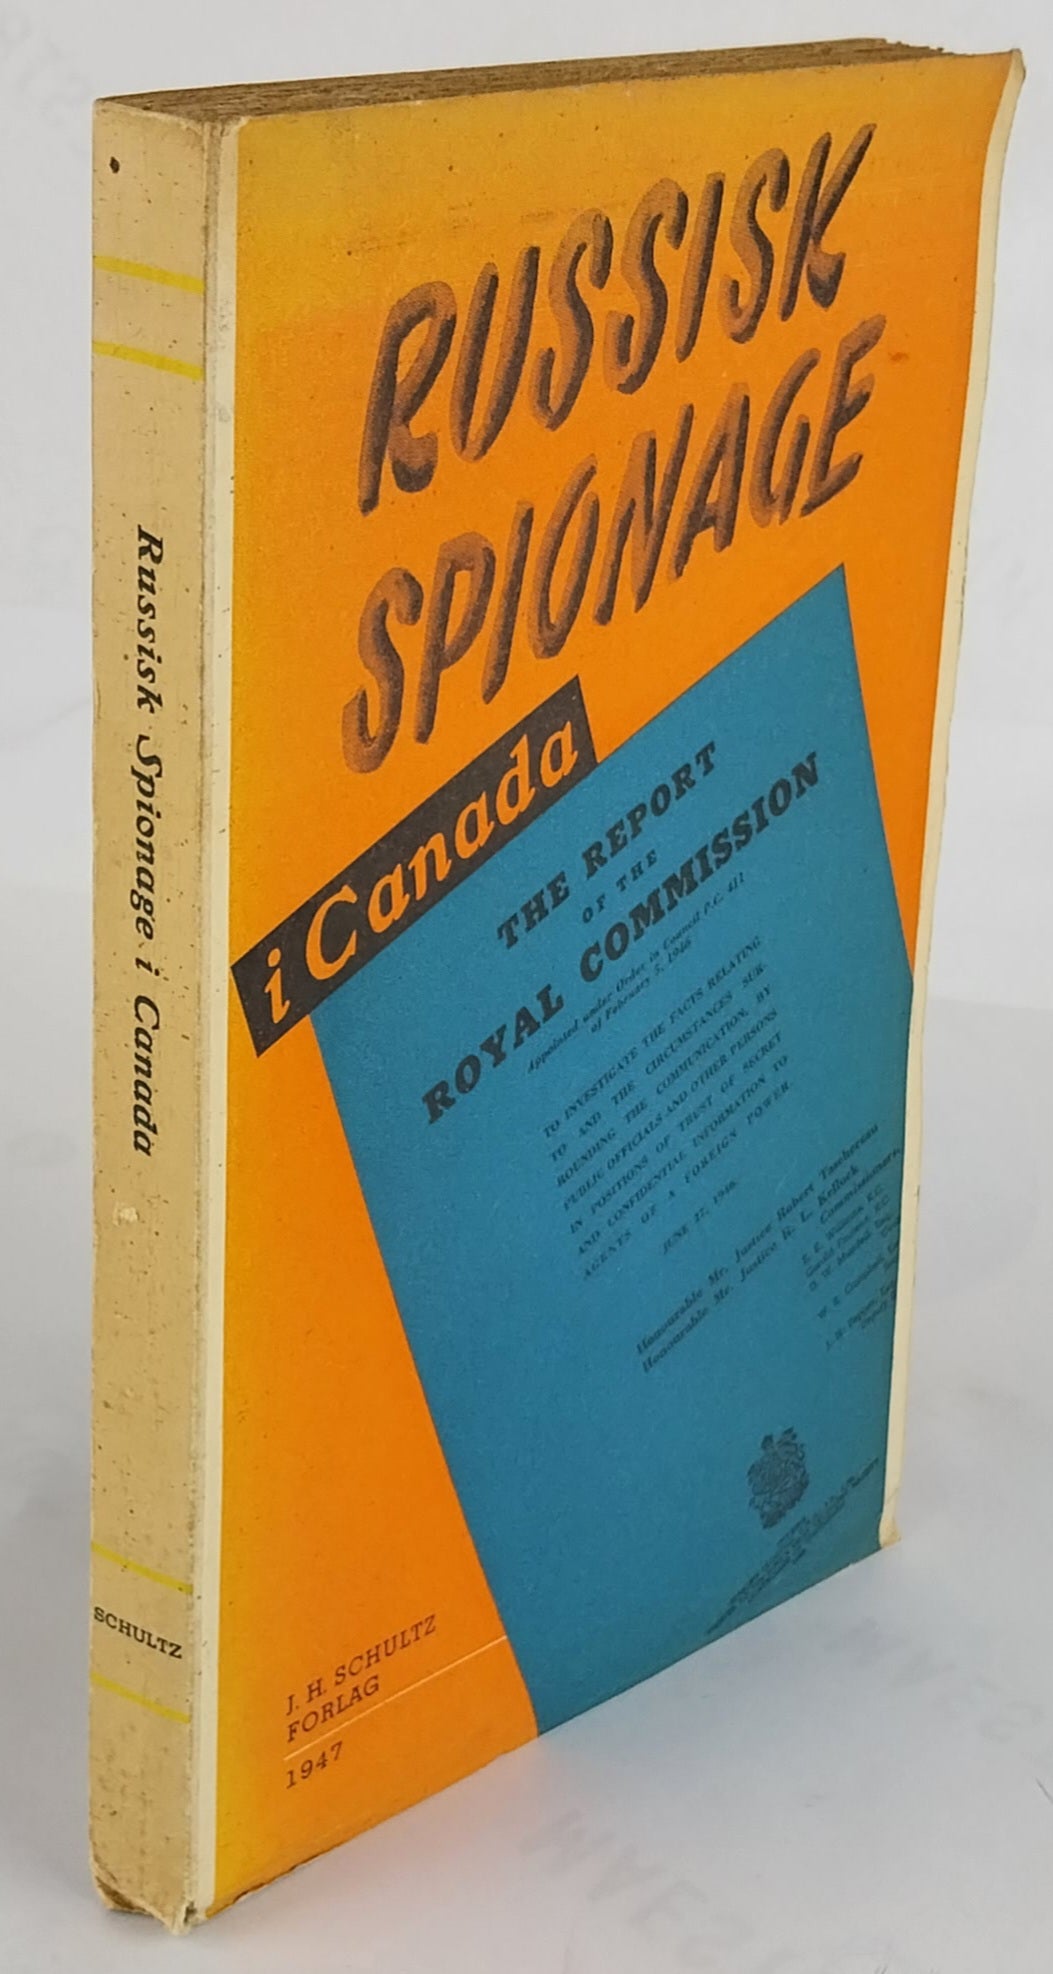 Russisk Spionage i Canada
SCHULTZ
RUSSISK
SPIONAGE
i Canada
THE REPORT
OF THE
ROYAL COMMISSION
Appointed under Order in Council P.C. 411
of February 5, 1946
TO INVESTIGATE THE FACTS RELATING
TO AND THE CIRCUMSTANCES SUR-
ROUNDING THE COMMUNICATION, BY
PUBLIC OFFICIALS AND OTHER PERSONS
IN POSITIONS OF TRUST OF SECRET
AND CONFIDENTIAL INFORMATION TO
AGENTS OF A FOREIGN POWER
JUNE 27, 1946
Honourable Mr. Justice Robert Taschereau
Honourable Mr. Justice R. L. Kellock
Commissioners
J. H. SCHULTZ
FORLAG
1947